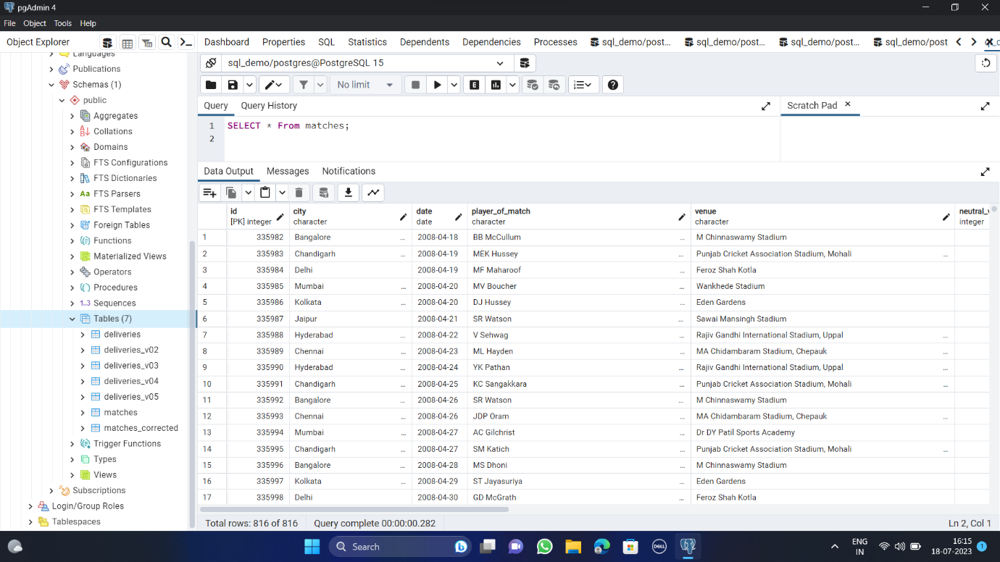 pgAdmin 4
File Object Tools Help
Object Explorer
Dashboard Properties SQL Statistics Dependents Dependencies Processes sql_demo/post... sql_demo/post... sql_demo/post... sql_demo/post
Languages
Publications
Schemas (1)
public
Aggregates
Collations
Domains
FTS Configurations
FTS Dictionaries
FTS Parsers
FTS Templates
Foreign Tables
Functions
Materialized Views
Operators
Procedures
1..3 Sequences
Tables (7)
deliveries
deliveries_v02
deliveries_v03
deliveries_v04
deliveries_v05
matches
matches_corrected
Trigger Functions
Types
Views
Subscriptions
Login/Group Roles
Tablespaces
sql_demo/postgres@PostgreSQL 15
No limit
E
Query Query History
Scratch Pad
1 SELECT * From matches;
2
Data Output Messages Notifications
id city date player_of_match venue neutral_v
[PK] integer character date character character integer
1 335982 Bangalore ... 2008-04-18 BB McCullum ... M Chinnaswamy Stadium
2 335983 Chandigarh ... 2008-04-19 MEK Hussey ... Punjab Cricket Association Stadium, Mohali ...
3 335984 Delhi 2008-04-19 MF Maharoof ... Feroz Shah Kotla
4 335985 Mumbai ... 2008-04-20 MV Boucher ... Wankhede Stadium
5 335986 Kolkata ... 2008-04-20 DJ Hussey ... Eden Gardens
6 335987 Jaipur 2008-04-21 SR Watson ... Sawai Mansingh Stadium
7 335988 Hyderabad ... 2008-04-22 V Sehwag ... Rajiv Gandhi International Stadium, Uppal ...
8 335989 Chennai ... 2008-04-23 ML Hayden ... MA Chidambaram Stadium, Chepauk ...
9 335990 Hyderabad ... 2008-04-24 YK Pathan ... Rajiv Gandhi International Stadium, Uppal ...
10 335991 Chandigarh ... 2008-04-25 KC Sangakkara ... Punjab Cricket Association Stadium, Mohali ...
11 335992 Bangalore ... 2008-04-26 SR Watson ... M Chinnaswamy Stadium
12 335993 Chennai ... 2008-04-26 JDP Oram ... MA Chidambaram Stadium, Chepauk ...
13 335994 Mumbai ... 2008-04-27 AC Gilchrist ... Dr DY Patil Sports Academy
14 335995 Chandigarh ... 2008-04-27 SM Katich ... Punjab Cricket Association Stadium, Mohali ...
15 335996 Bangalore ... 2008-04-28 MS Dhoni ... M Chinnaswamy Stadium
16 335997 Kolkata ... 2008-04-29 ST Jayasuriya ... Eden Gardens
17 335998 Delhi 2008-04-30 GD McGrath ... Feroz Shah Kotla
Total rows: 816 of 816 Query complete 00:00:00.282 Ln 2, Col 1
Search
DELL
ENG
IN
16:15
18-07-2023
1